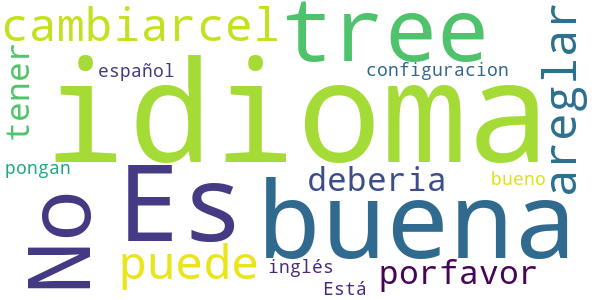 cambiarcel
tree
areglar
tener
español
configuracion
idioma
pongan
No
Es
deberia
bueno
buena
puede
inglés
porfavor
Está